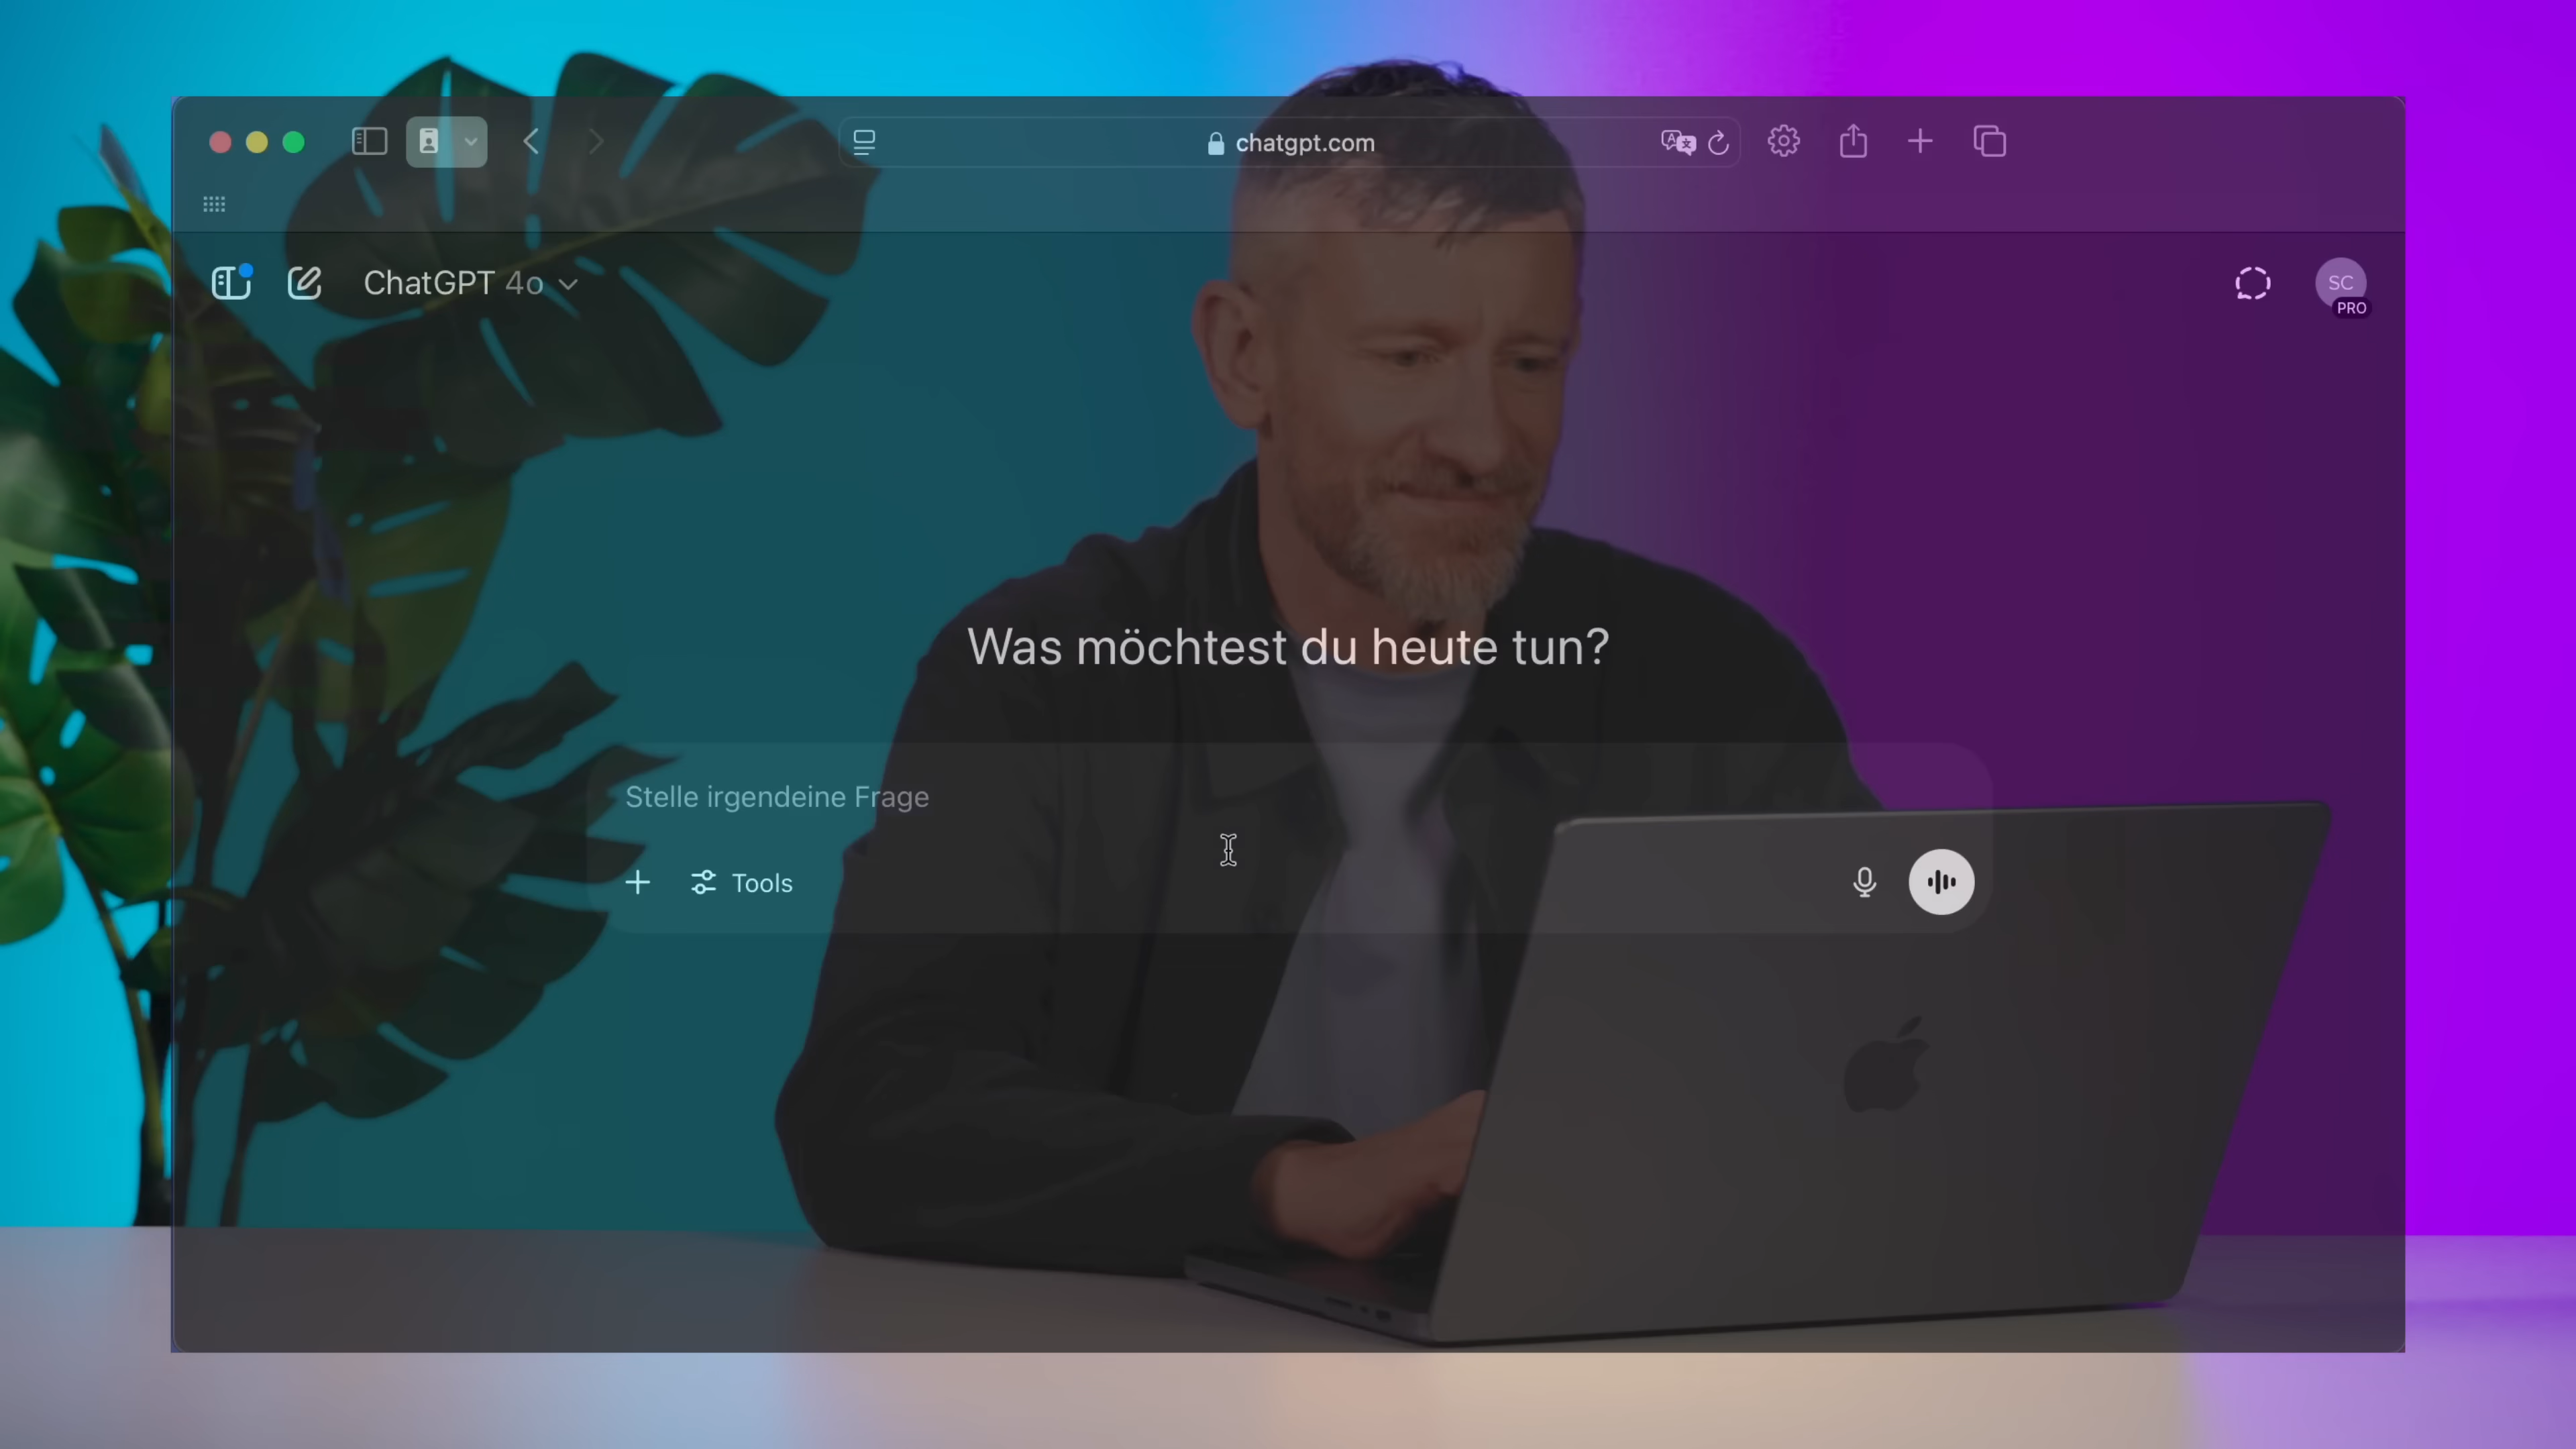 chatgpt.com
ChatGPT 4o
SC
PRO
Was möchtest du heute tun?
Stelle irgendeine Frage
Tools